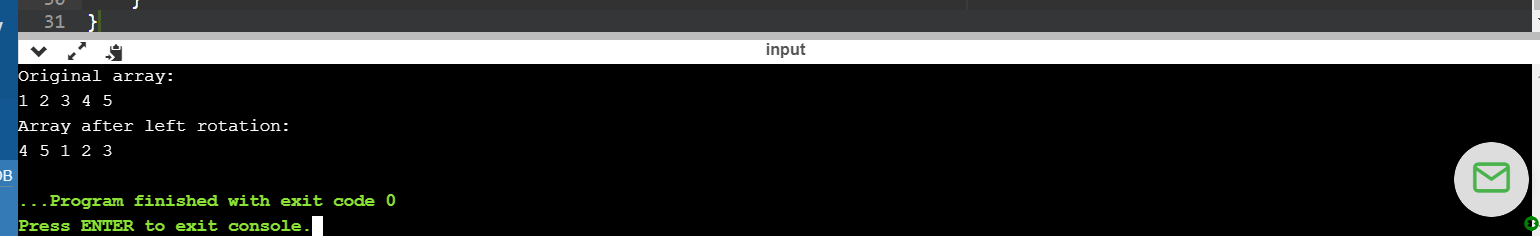 31 }
input
Original array:
1 2 3 4 5
Array after left rotation:
4 5 1 2 3
...Program finished with exit code 0
Press ENTER to exit console.